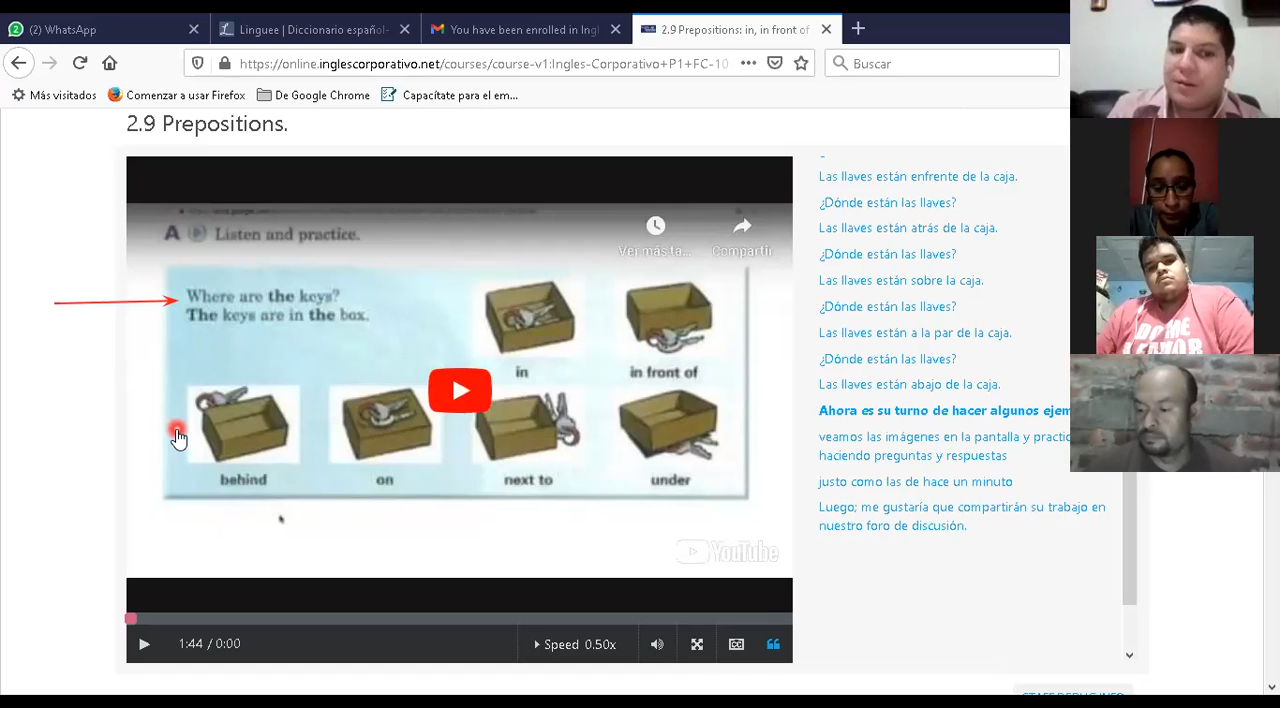 (2) WhatsApp
Linguee | Diccionario español-
You have been enrolled in Ingl
2.9 Prepositions: in, in front of
https://online.inglescorporativo.net/courses/course-v1:Ingles-Corporativo+P1+FC-10
Buscar
Más visitados
Comenzar a usar Firefox
De Google Chrome
Capacítate para el em...
2.9 Prepositions.
A Listen and practice.
Ver más ta...
Compartir
Where are the keys?
The keys are in the box.
in
in front of
behind
on
next to
under
YouTube
1:44 / 0:00
Speed 0.50x
Las llaves están enfrente de la caja.
¿Dónde están las llaves?
Las llaves están atrás de la caja.
¿Dónde están las llaves?
Las llaves están sobre la caja.
¿Dónde están las llaves?
Las llaves están a la par de la caja.
¿Dónde están las llaves?
Las llaves están abajo de la caja.
Ahora es su turno de hacer algunos ejem
veamos las imágenes en la pantalla y practic
haciendo preguntas y respuestas
justo como las de hace un minuto
Luego; me gustaría que compartirán su trabajo en
nuestro foro de discusión.